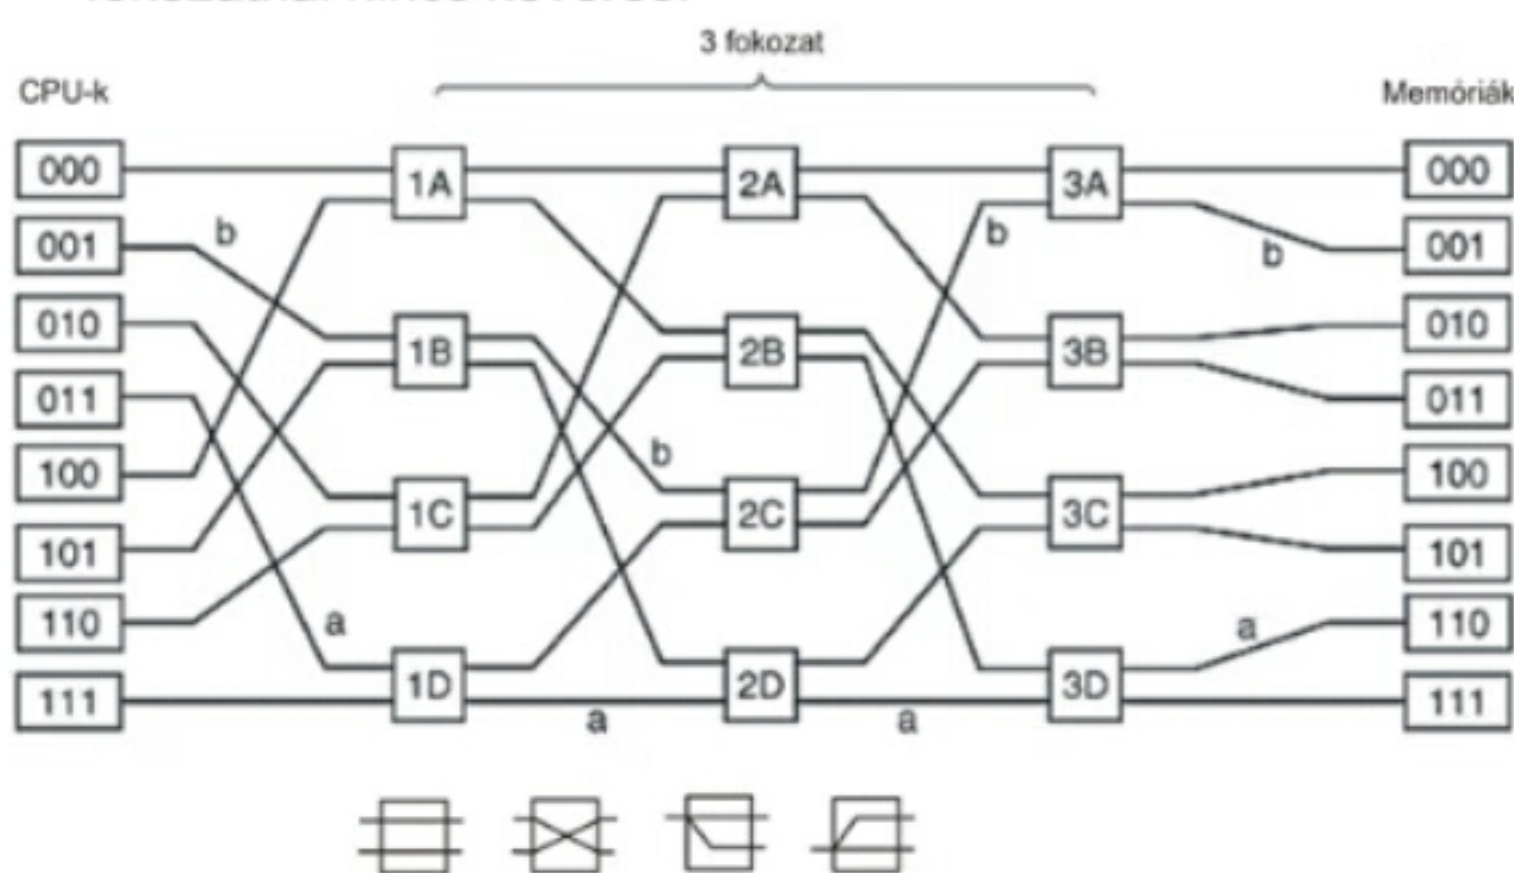 3 fokozat
CPU-k Memóriák
000 1A 2A 3A 000
001 b b b 001
010 1B 2B 3B 010
011 011
100 b 100
101 1C 2C 3C 101
110 a a 110
111 1D 2D 3D 111
a a